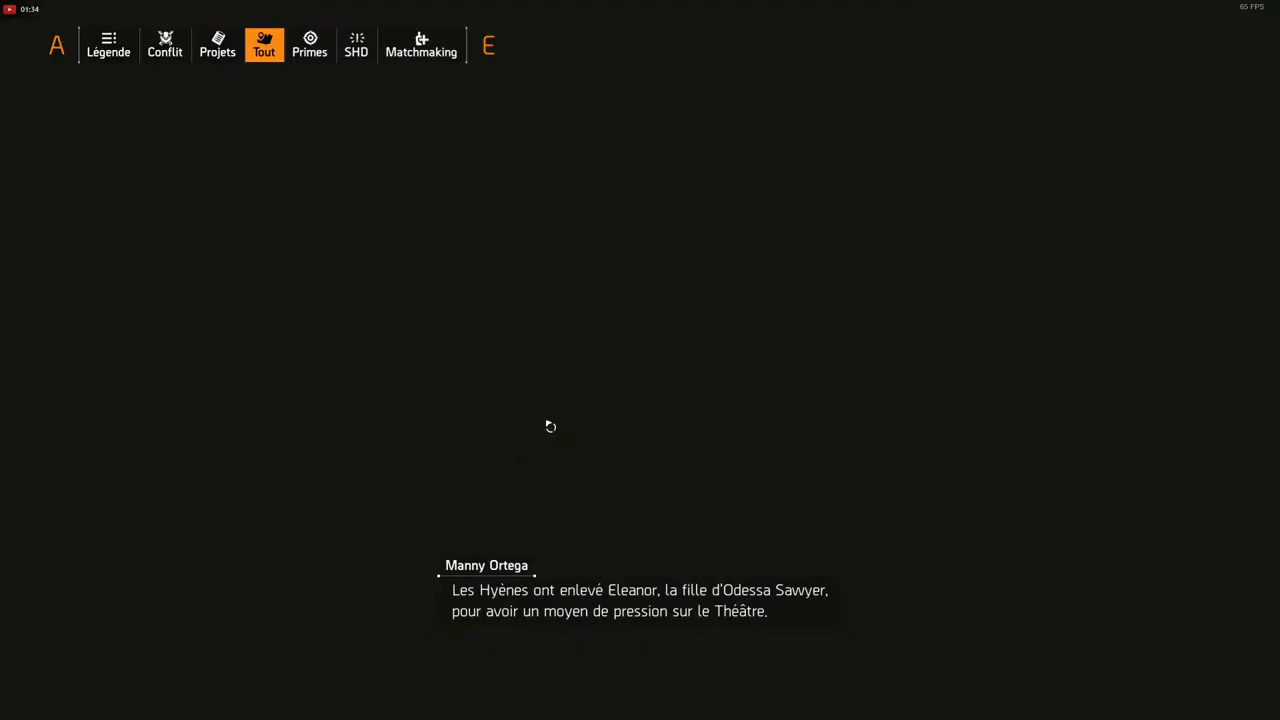 01:34
65 FPS
A
Légende
Conflit
Projets
Tout
Primes
SHD
Matchmaking
E
Manny Ortega
Les Hyènes ont enlevé Eleanor, la fille d'Odessa Sawyer,
pour avoir un moyen de pression sur le Théâtre.